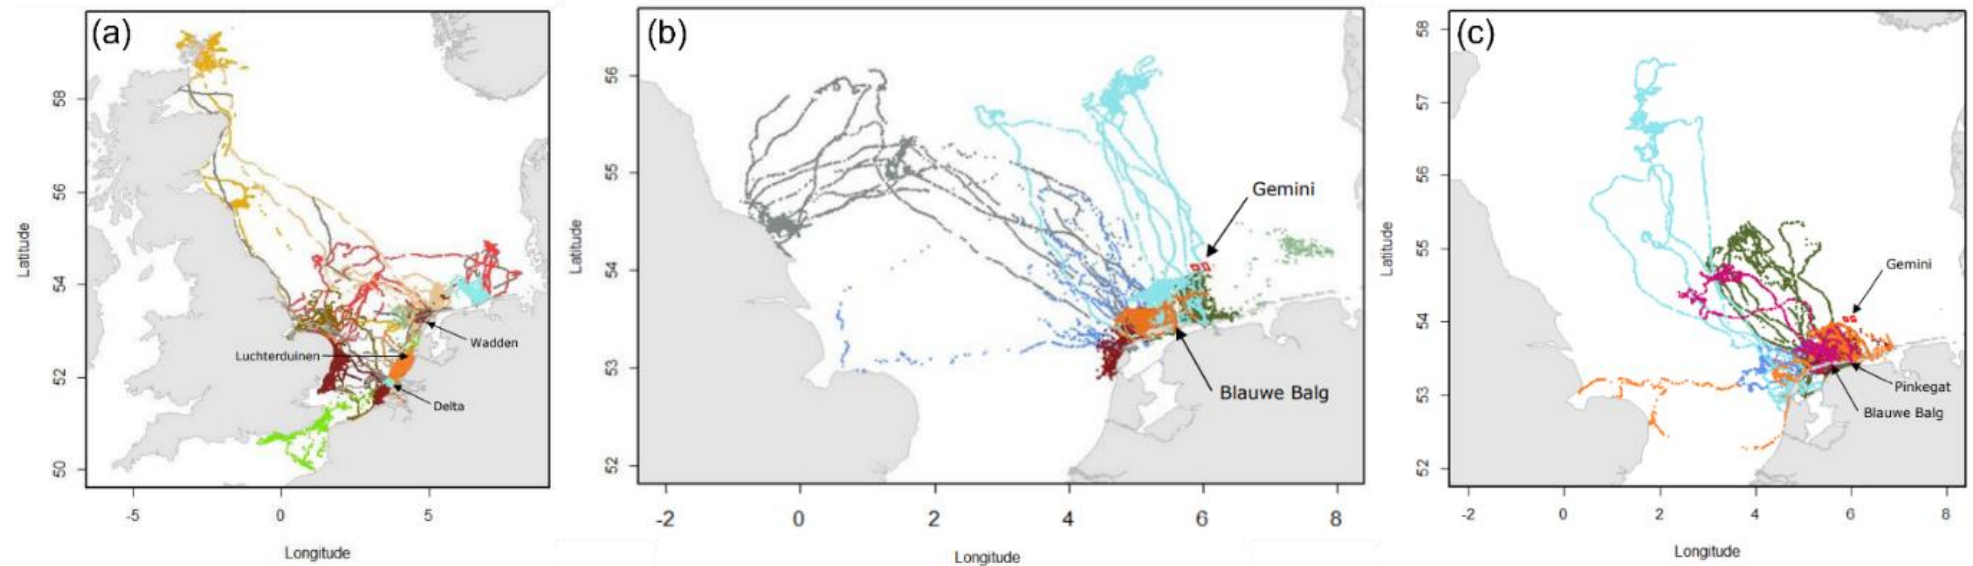 (a)
58
56
54
52
50
Latitude
-5
0
5
Longitude
Luchterduinen
Wadden
Delta
(b)
56
55
54
53
52
Latitude
-2
0
2
4
6
8
Longitude
Gemini
Blauwe Balg
(c)
58
57
56
55
54
53
52
Latitude
-2
0
2
4
6
8
Longitude
Gemini
Pinkegat
Blauwe Balg